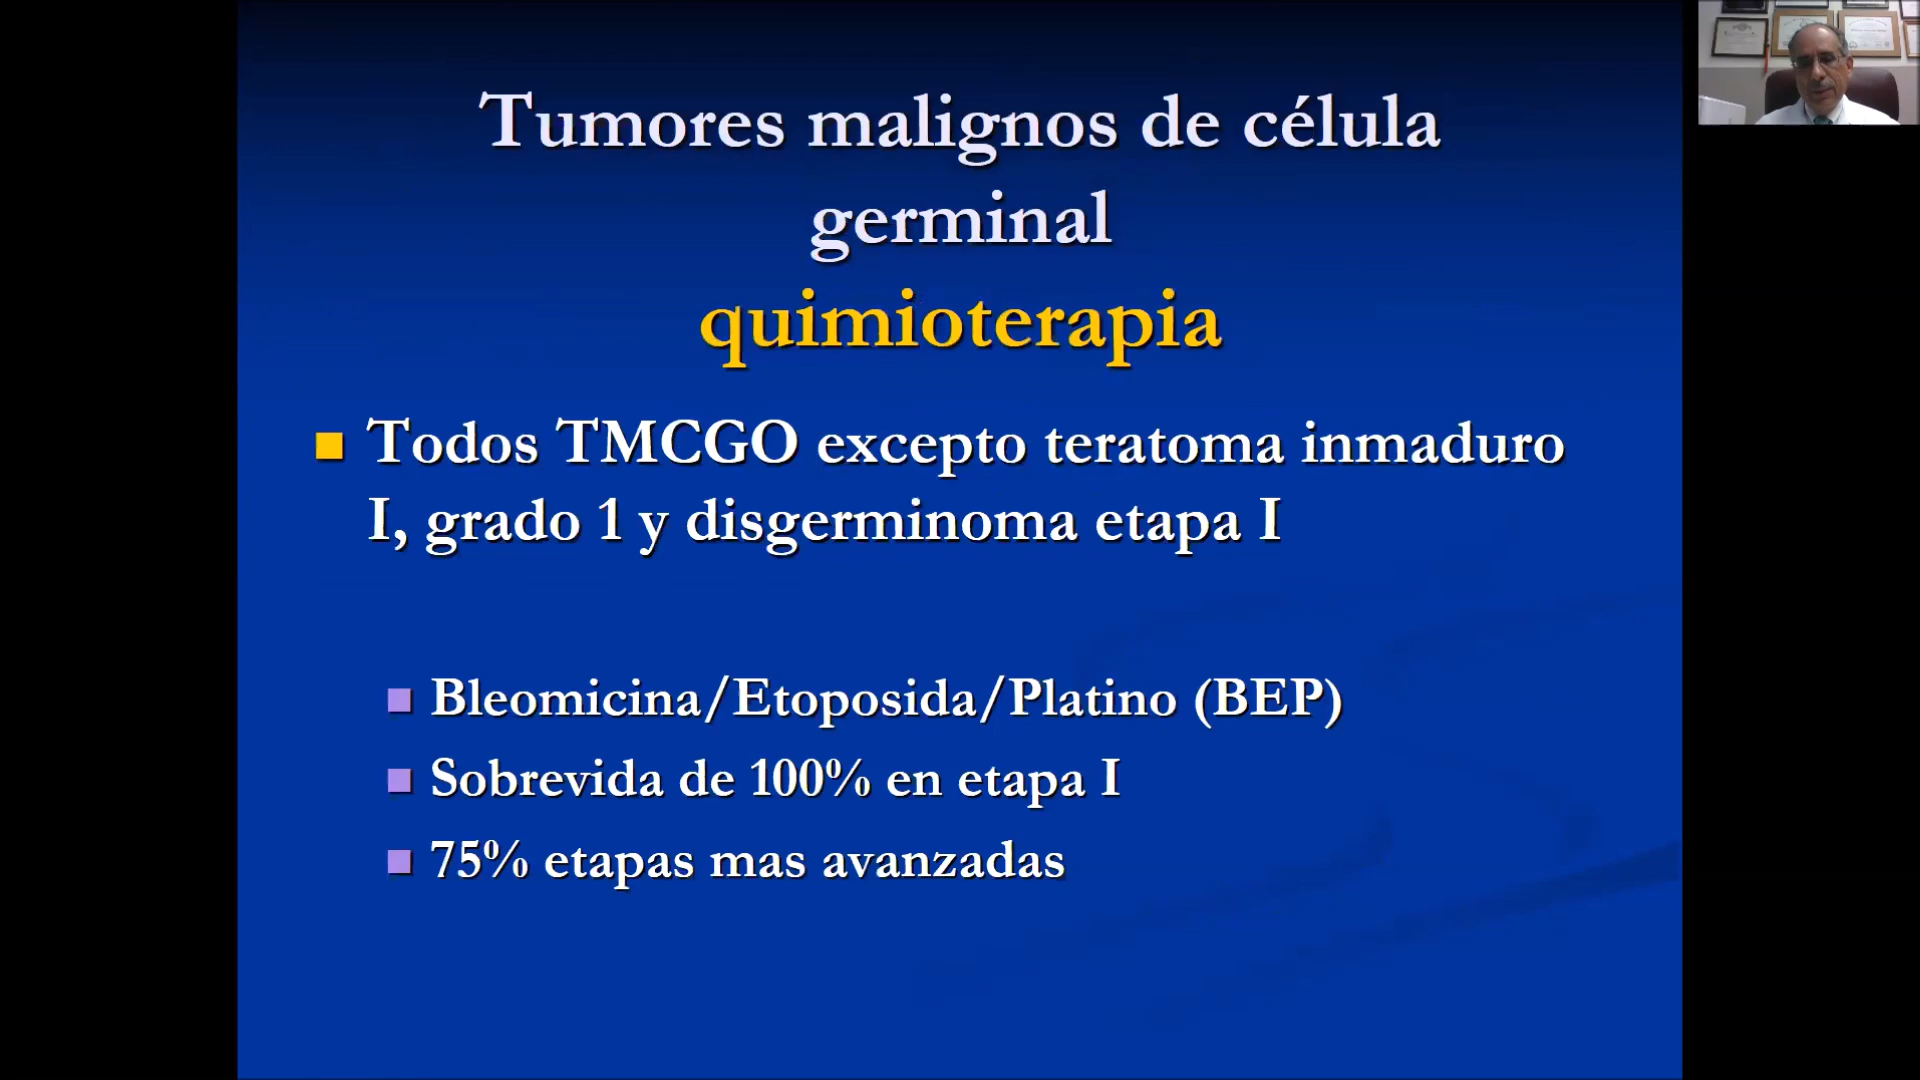 Tumores malignos de célula
germinal
quimioterapia
Todos TMCGO excepto teratoma inmaduro
I, grado 1 y disgerminoma etapa I
Bleomicina/Etoposida/Platino (BEP)
Sobrevida de 100% en etapa I
75% etapas mas avanzadas